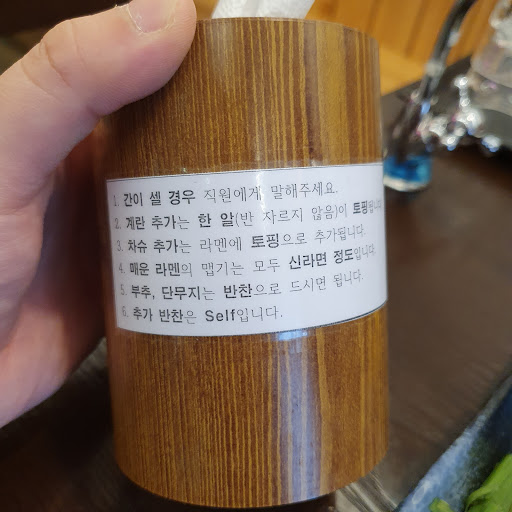 1. 간이 셀 경우 직원에게 말해주세요.
2. 계란 추가는 한 알(반 자르지 않음)이 토핑됩니다.
3. 차슈 추가는 라멘에 토핑으로 추가됩니다.
4. 매운 라멘의 맵기는 모두 신라면 정도입니다.
5. 부추, 단무지는 반찬으로 드시면 됩니다.
6. 추가 반찬은 Self입니다.